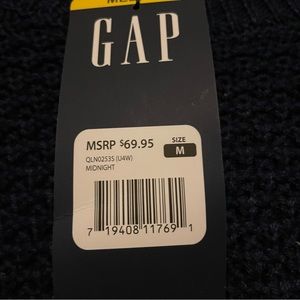 GAP
MSRP $69.95
SIZE
M
QLN0253S (U4W)
MIDNIGHT
7 19408 11769 1